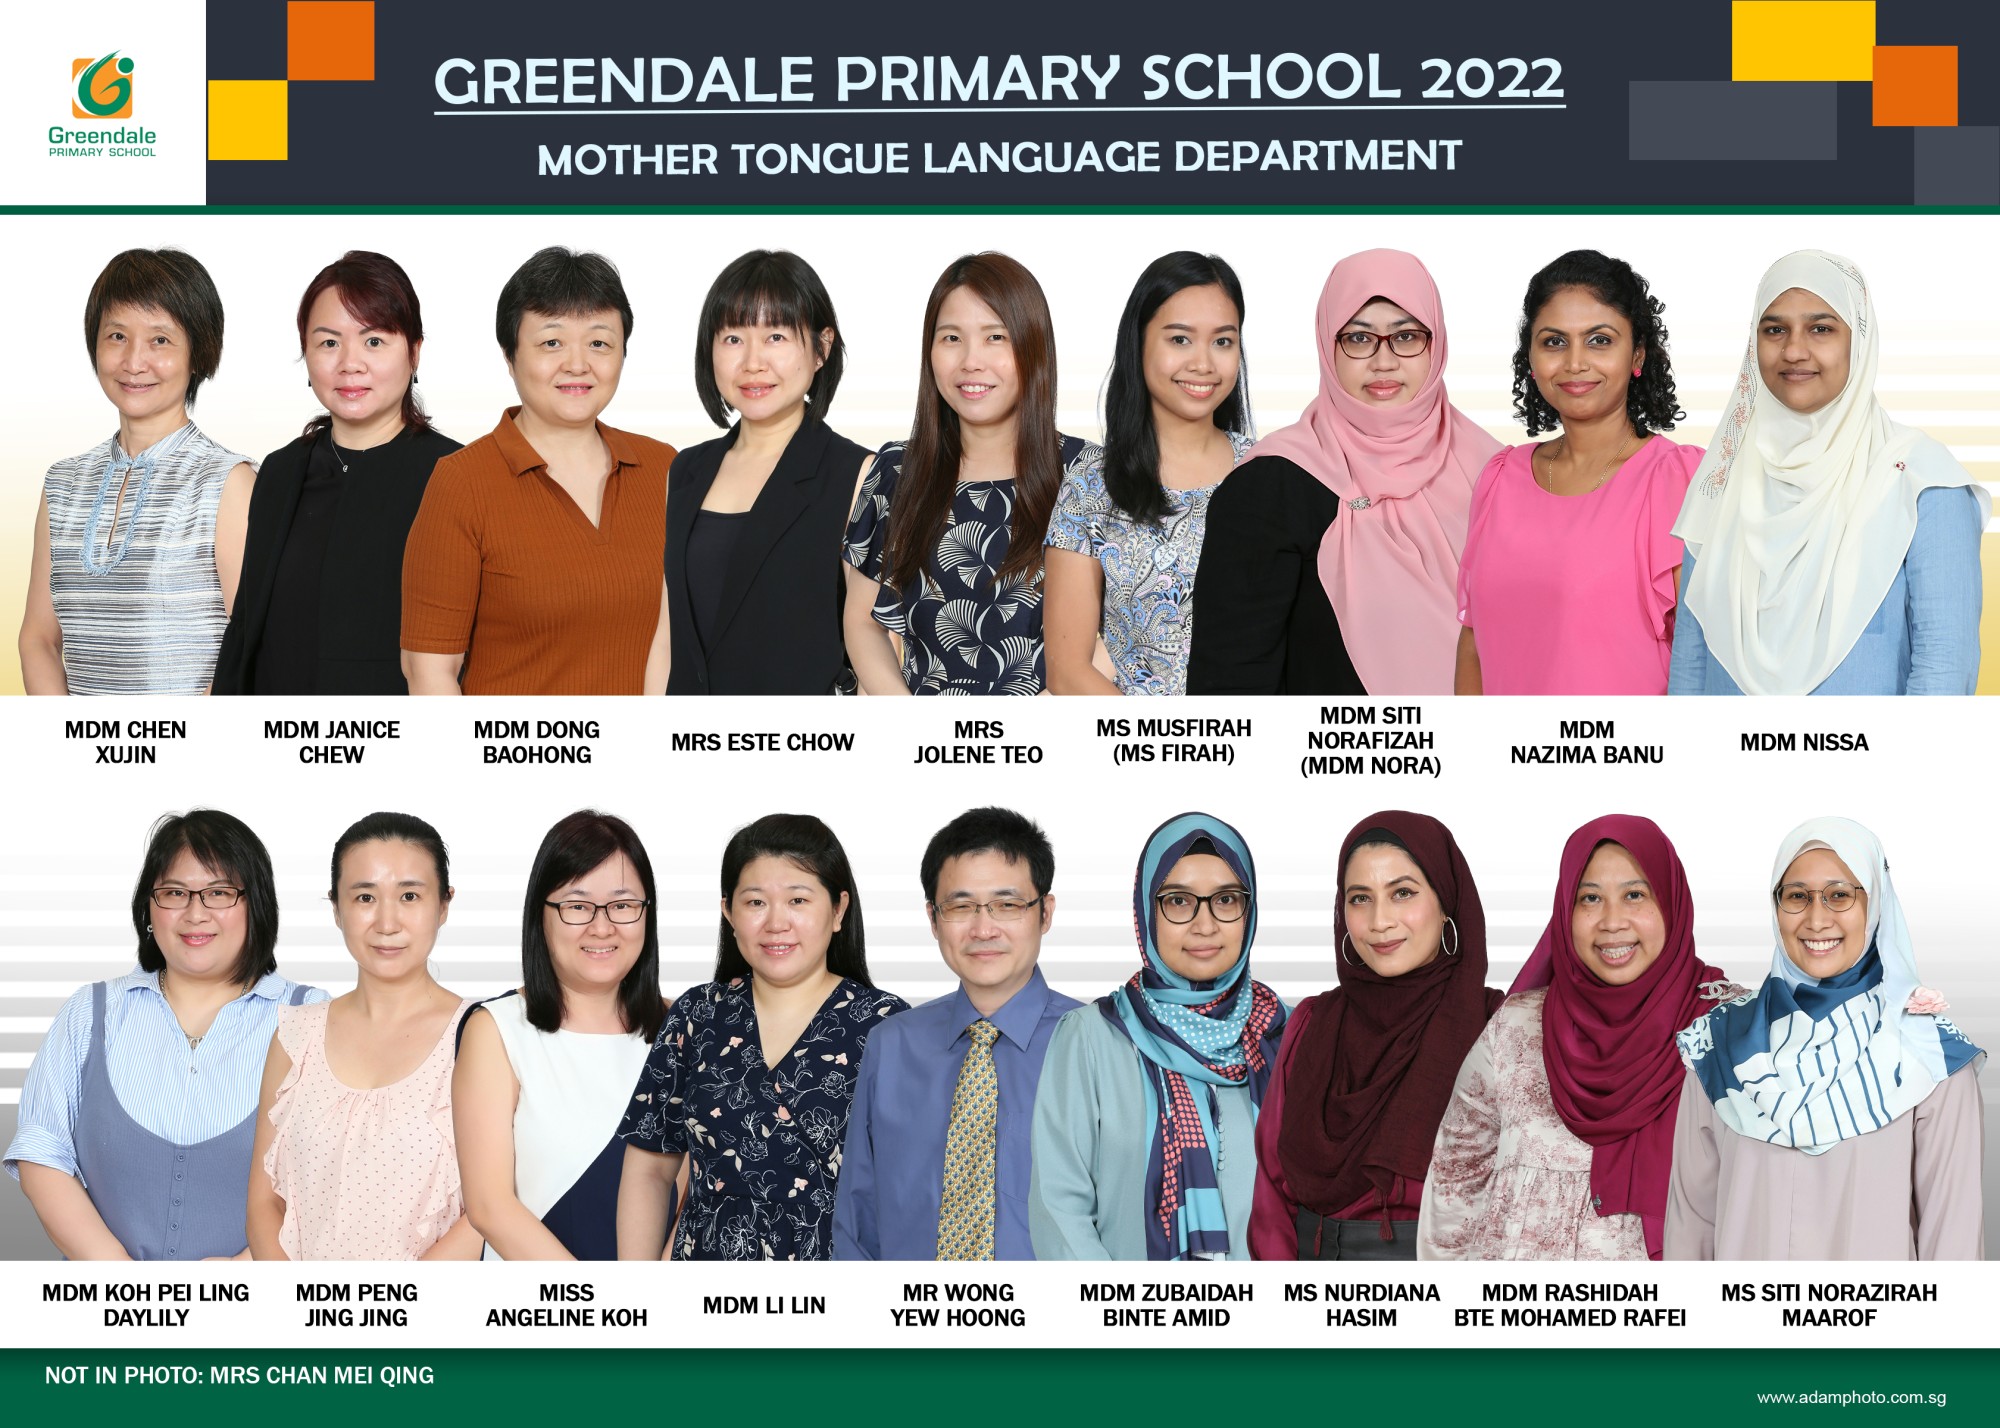 Greendale
PRIMARY SCHOOL
GREENDALE PRIMARY SCHOOL 2022
MOTHER TONGUE LANGUAGE DEPARTMENT
MDM CHEN
XUJIN
MDM JANICE
CHEW
MDM DONG
BAOHONG
MRS ESTE CHOW
MRS
JOLENE TEO
MS MUSFIRAH
(MS FIRAH)
MDM SITI
NORAFIZAH
(MDM NORA)
MDM
NAZIMA BANU
MDM NISSA
MDM KOH PEI LING
DAYLILY
MDM PENG
JING JING
MISS
ANGELINE KOH
MDM LI LIN
MR WONG
YEW HOONG
MDM ZUBAIDAH
BINTE AMID
MS NURDIANA
HASIM
MDM RASHIDAH
BTE MOHAMED RAFEI
MS SITI NORAZIRAH
MAAROF
NOT IN PHOTO: MRS CHAN MEI QING
www.adamphoto.com.sg